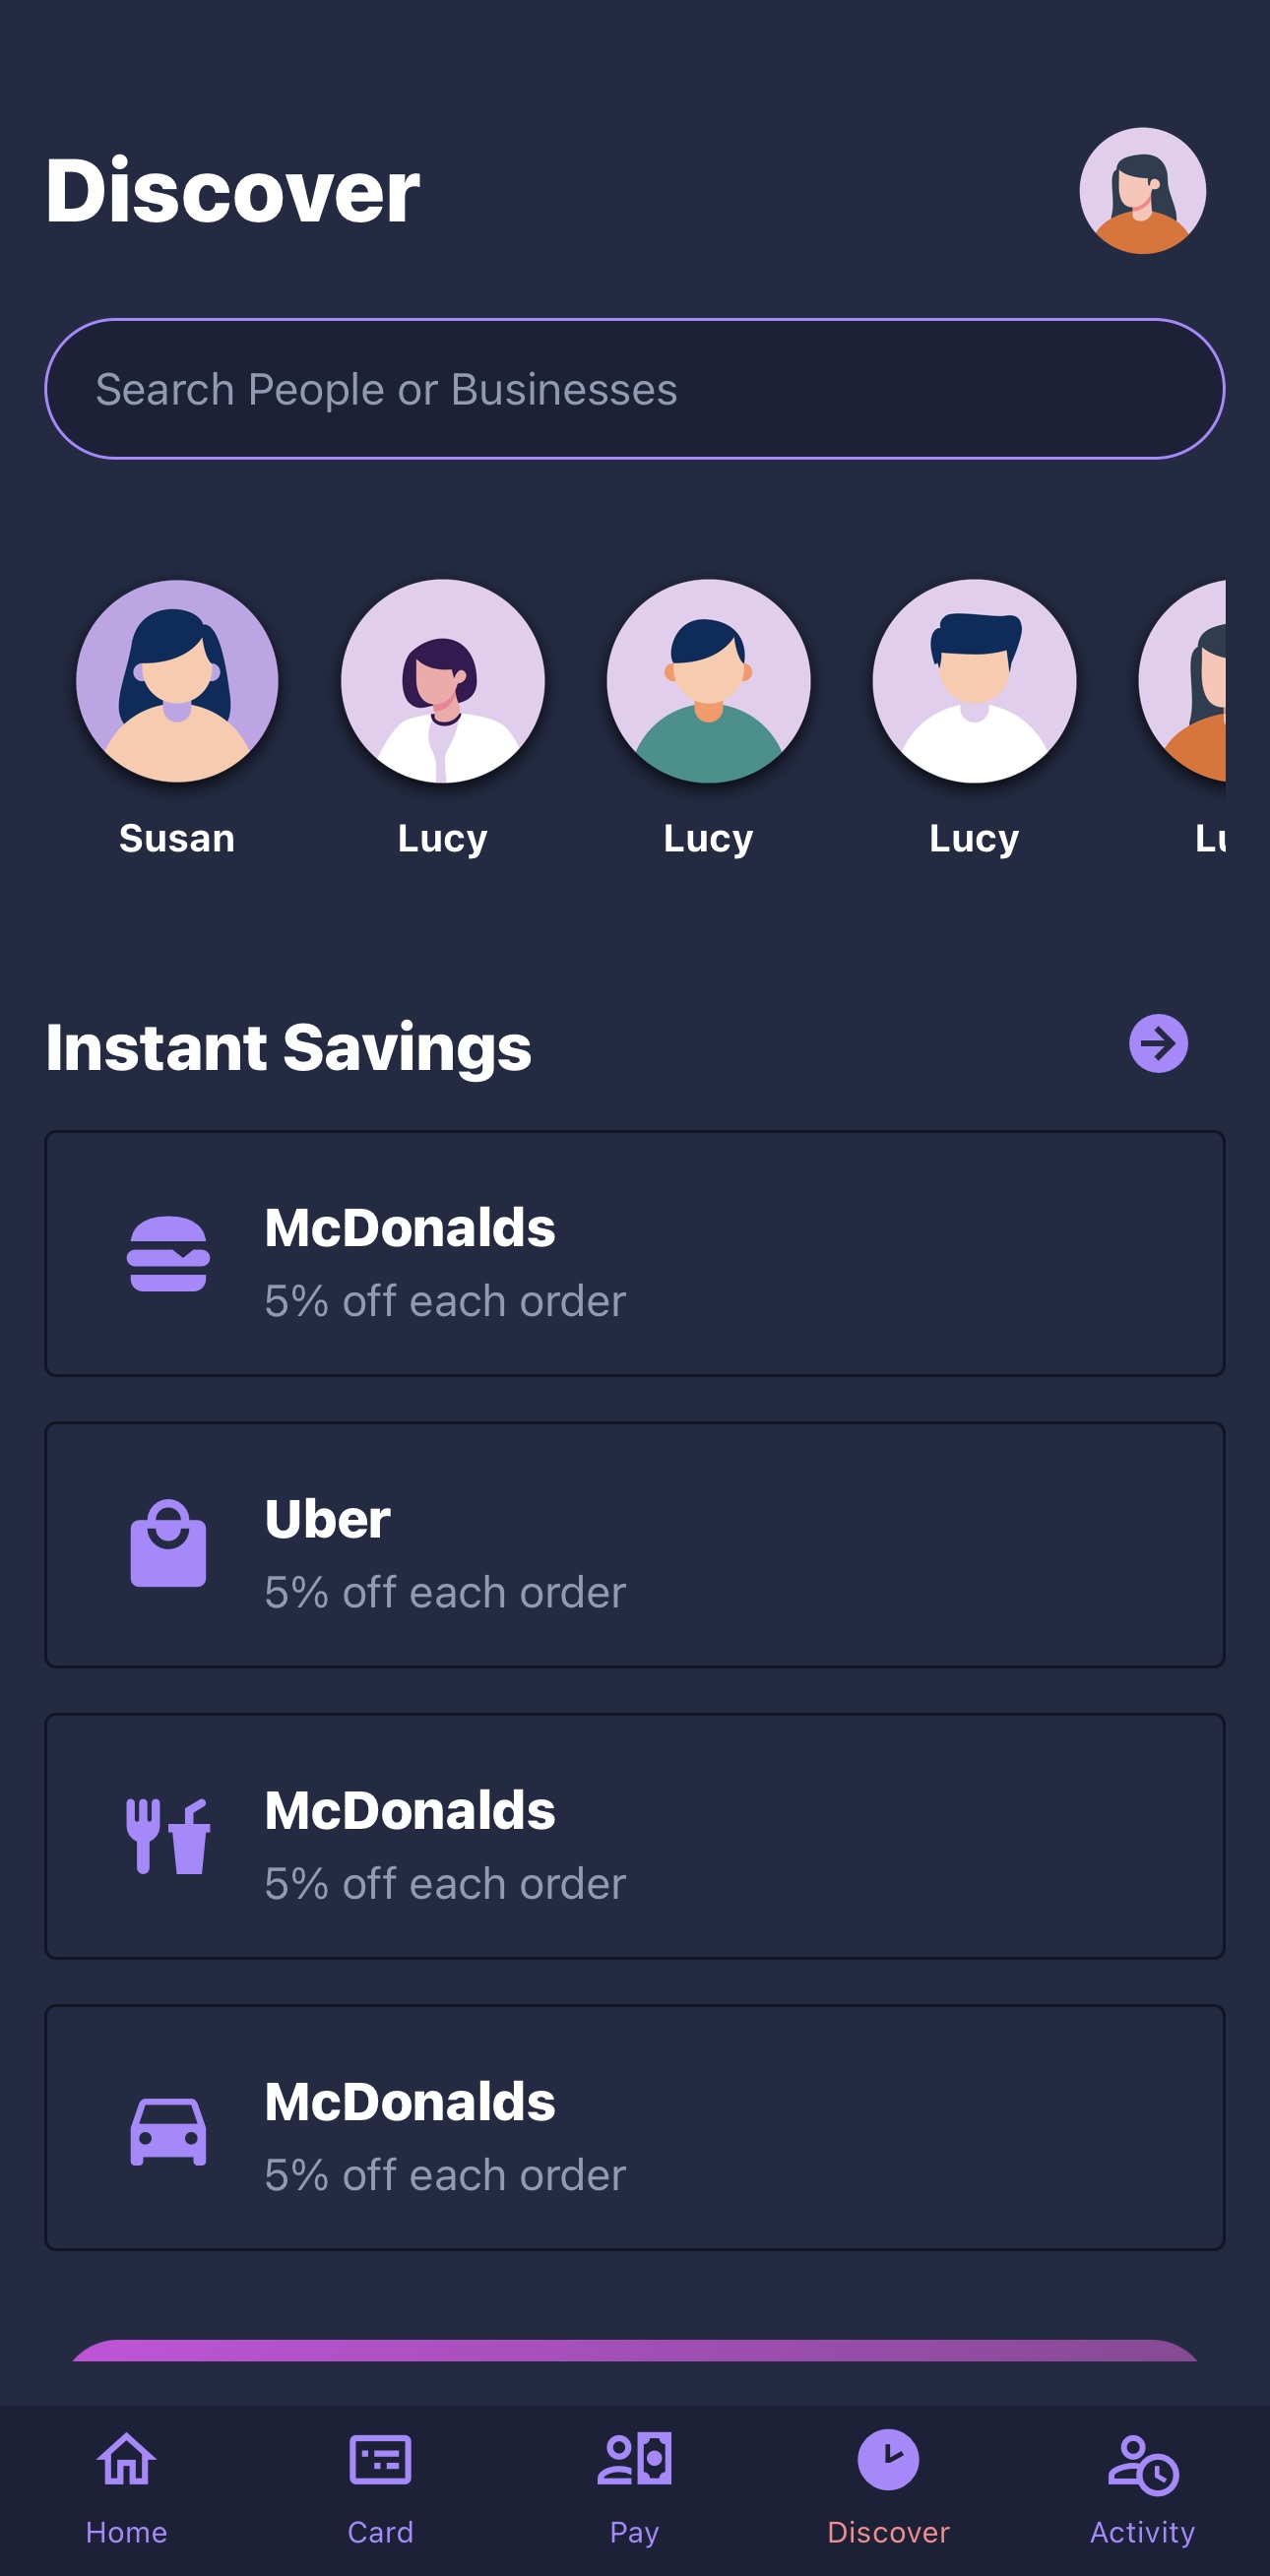 Discover
Search People or Businesses
Susan
Lucy
Lucy
Lucy
Instant Savings
McDonalds
5% off each order
Uber
5% off each order
McDonalds
5% off each order
McDonalds
5% off each order
Home
Card
Pay
Discover
Activity